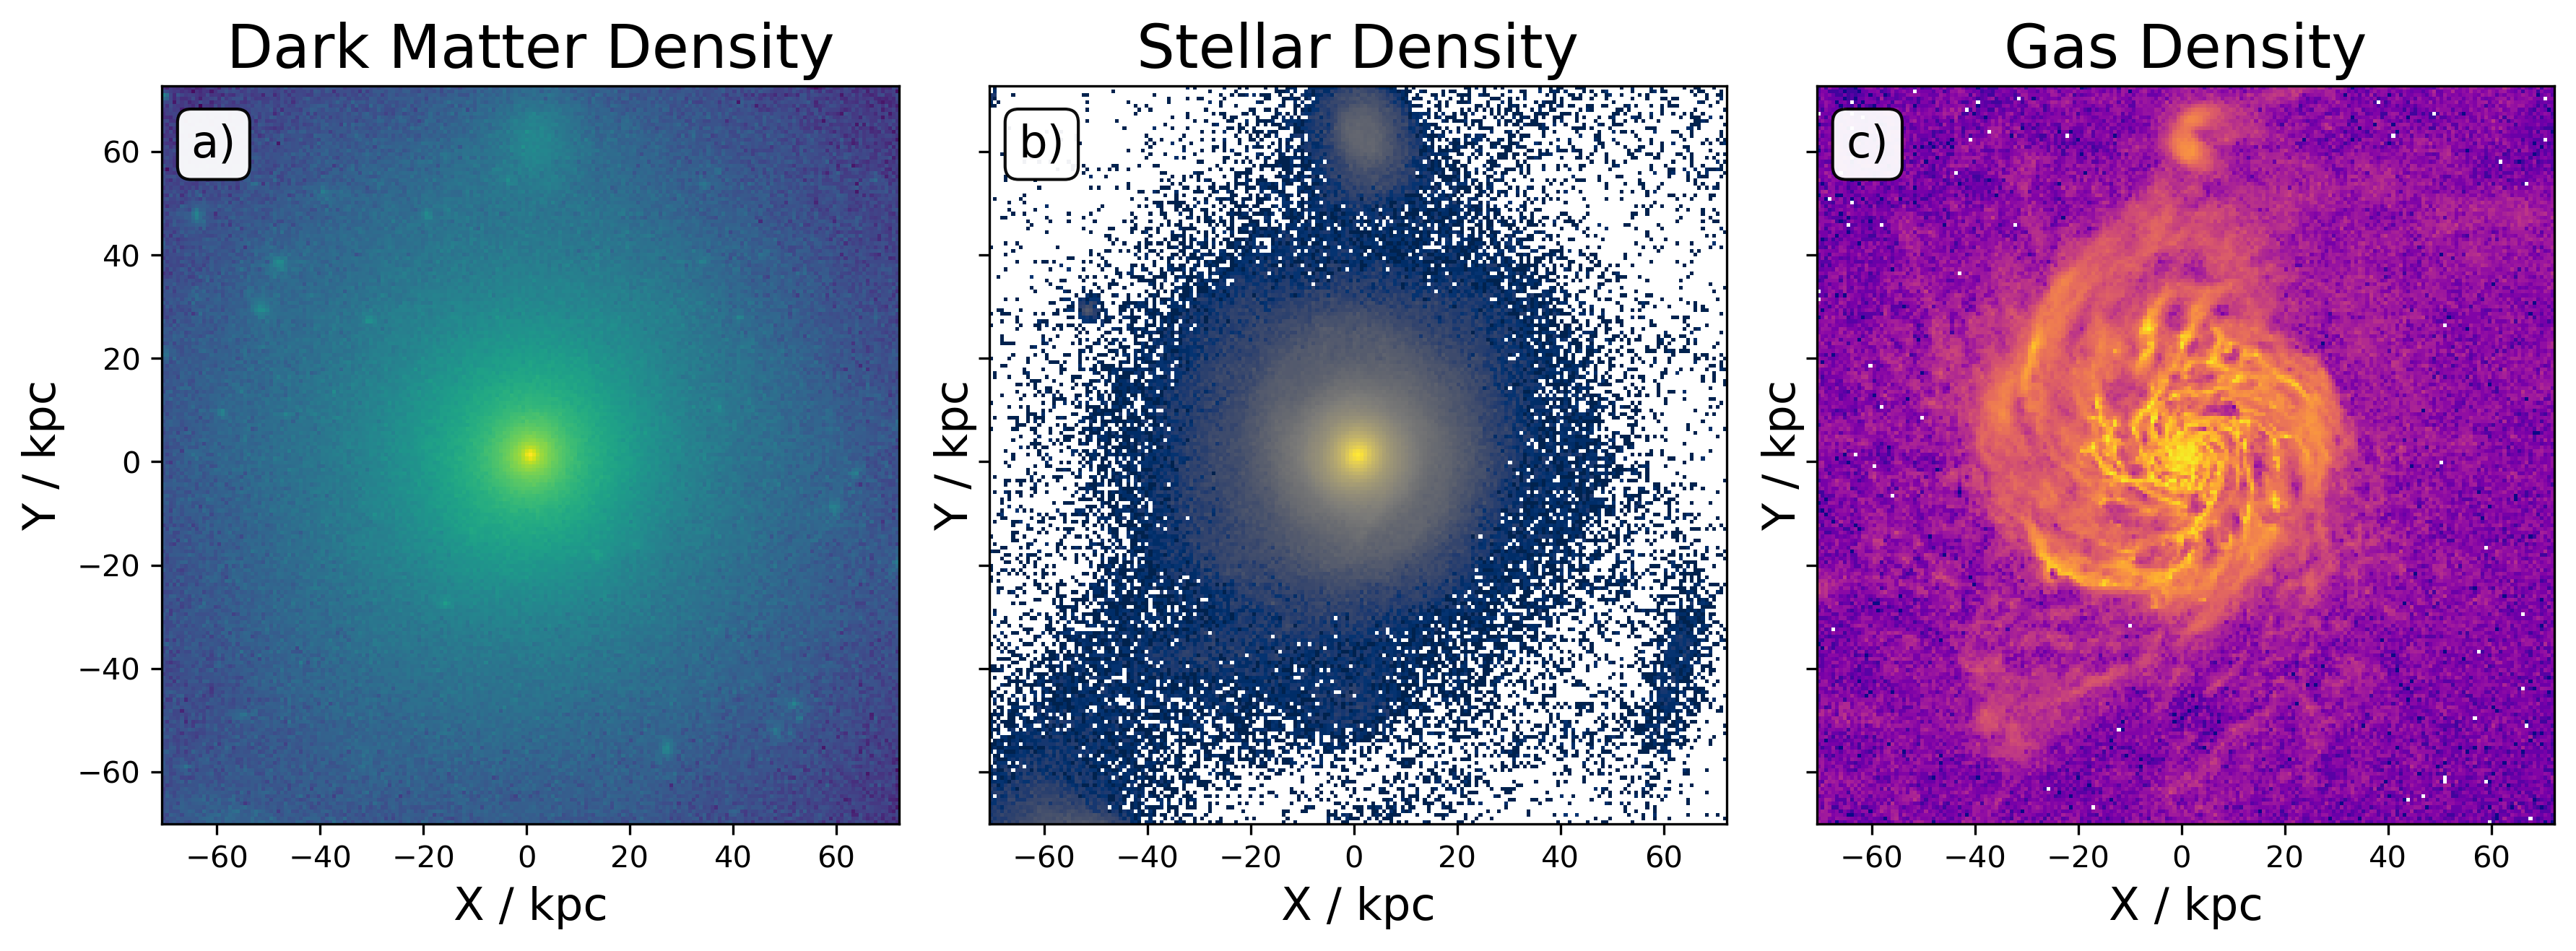 Dark Matter Density
Stellar Density
Gas Density
a)
b)
c)
Y / kpc
60
40
20
0
−20
−40
−60
Y / kpc
Y / kpc
−60 −40 −20 0 20 40 60
−60 −40 −20 0 20 40 60
−60 −40 −20 0 20 40 60
X / kpc
X / kpc
X / kpc